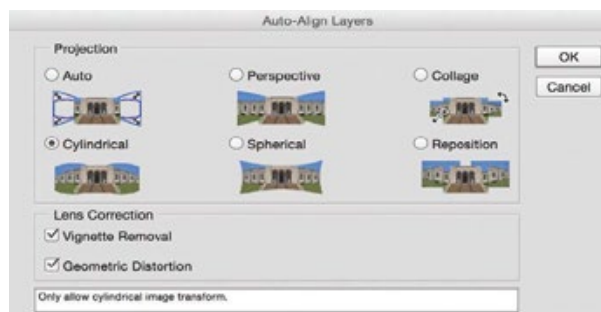 Auto-Align Layers
Projection
Auto
Perspective
Collage
Cylindrical
Spherical
Reposition
OK
Cancel
Lens Correction
Vignette Removal
Geometric Distortion
Only allow cylindrical image transform.